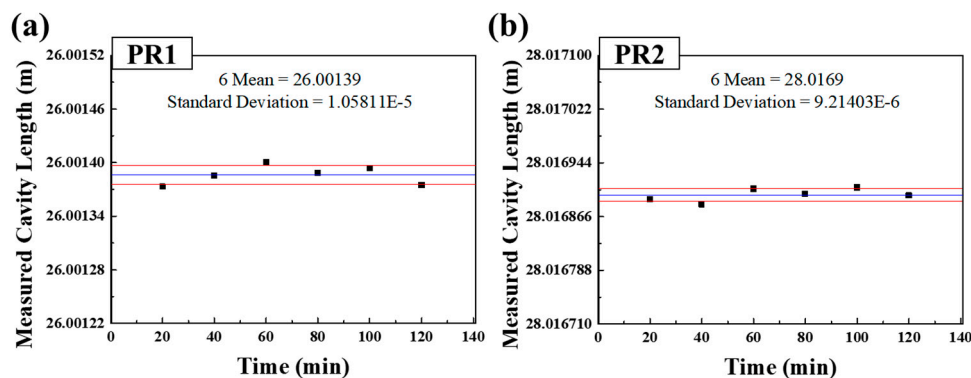 (a)
PR1
6 Mean = 26.00139
Standard Deviation = 1.05811E-5
Measured Cavity Length (m)
26.00152
26.00146
26.00140
26.00134
26.00128
26.00122
0 20 40 60 80 100 120 140
Time (min)
(b)
PR2
6 Mean = 28.0169
Standard Deviation = 9.21403E-6
Measured Cavity Length (m)
28.017100
28.017022
28.016944
28.016866
28.016788
28.016710
0 20 40 60 80 100 120 140
Time (min)